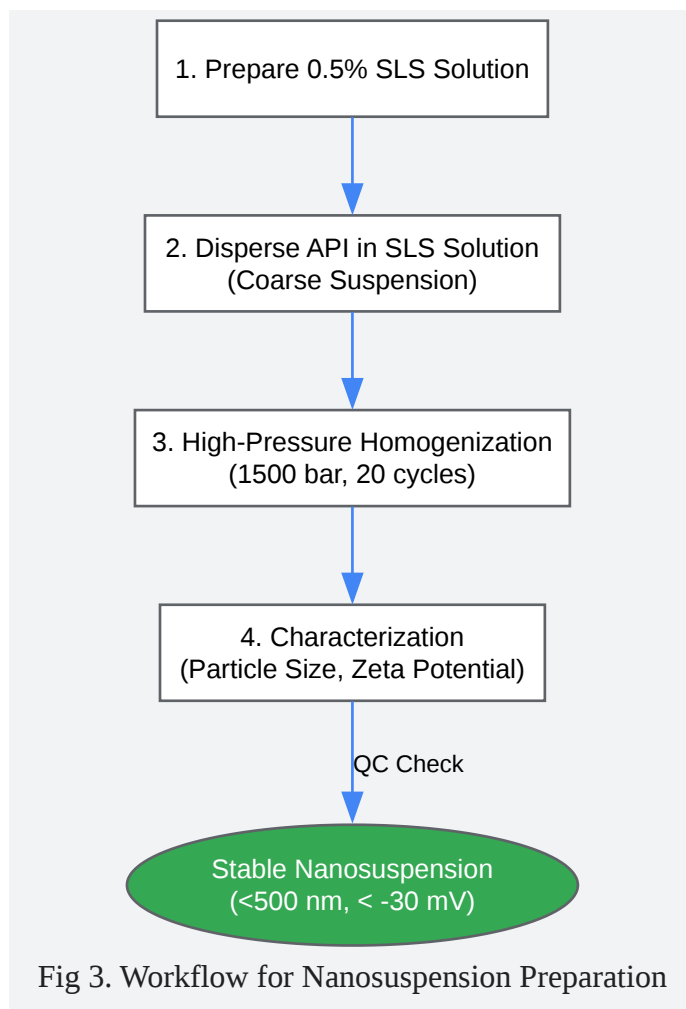 1. Prepare 0.5% SLS Solution
2. Disperse API in SLS Solution
(Coarse Suspension)
3. High-Pressure Homogenization
(1500 bar, 20 cycles)
4. Characterization
(Particle Size, Zeta Potential)
QC Check
Stable Nanosuspension
(<500 nm, < -30 mV)
Fig 3. Workflow for Nanosuspension Preparation